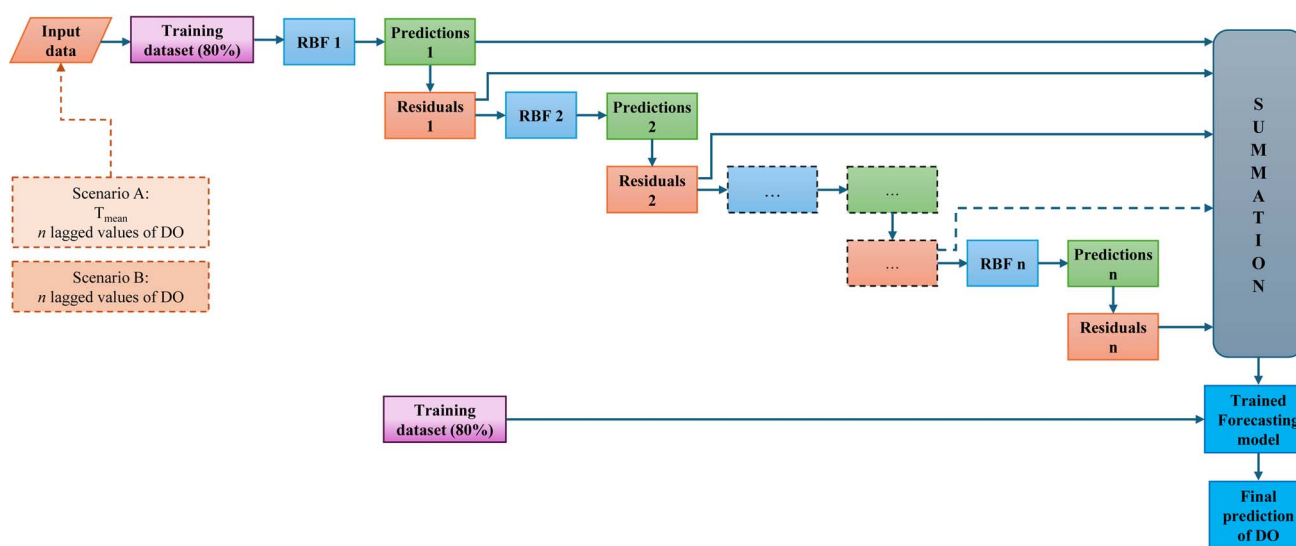 Input
data
Training
dataset (80%)
RBF 1
Predictions
1
Residuals
1
RBF 2
Predictions
2
Residuals
2
...
...
...
RBF n
Predictions
n
Residuals
n
SUMMATION
Scenario A:
Tmean
n lagged values of DO
Scenario B:
n lagged values of DO
Training
dataset (80%)
Trained
Forecasting
model
Final
prediction
of DO